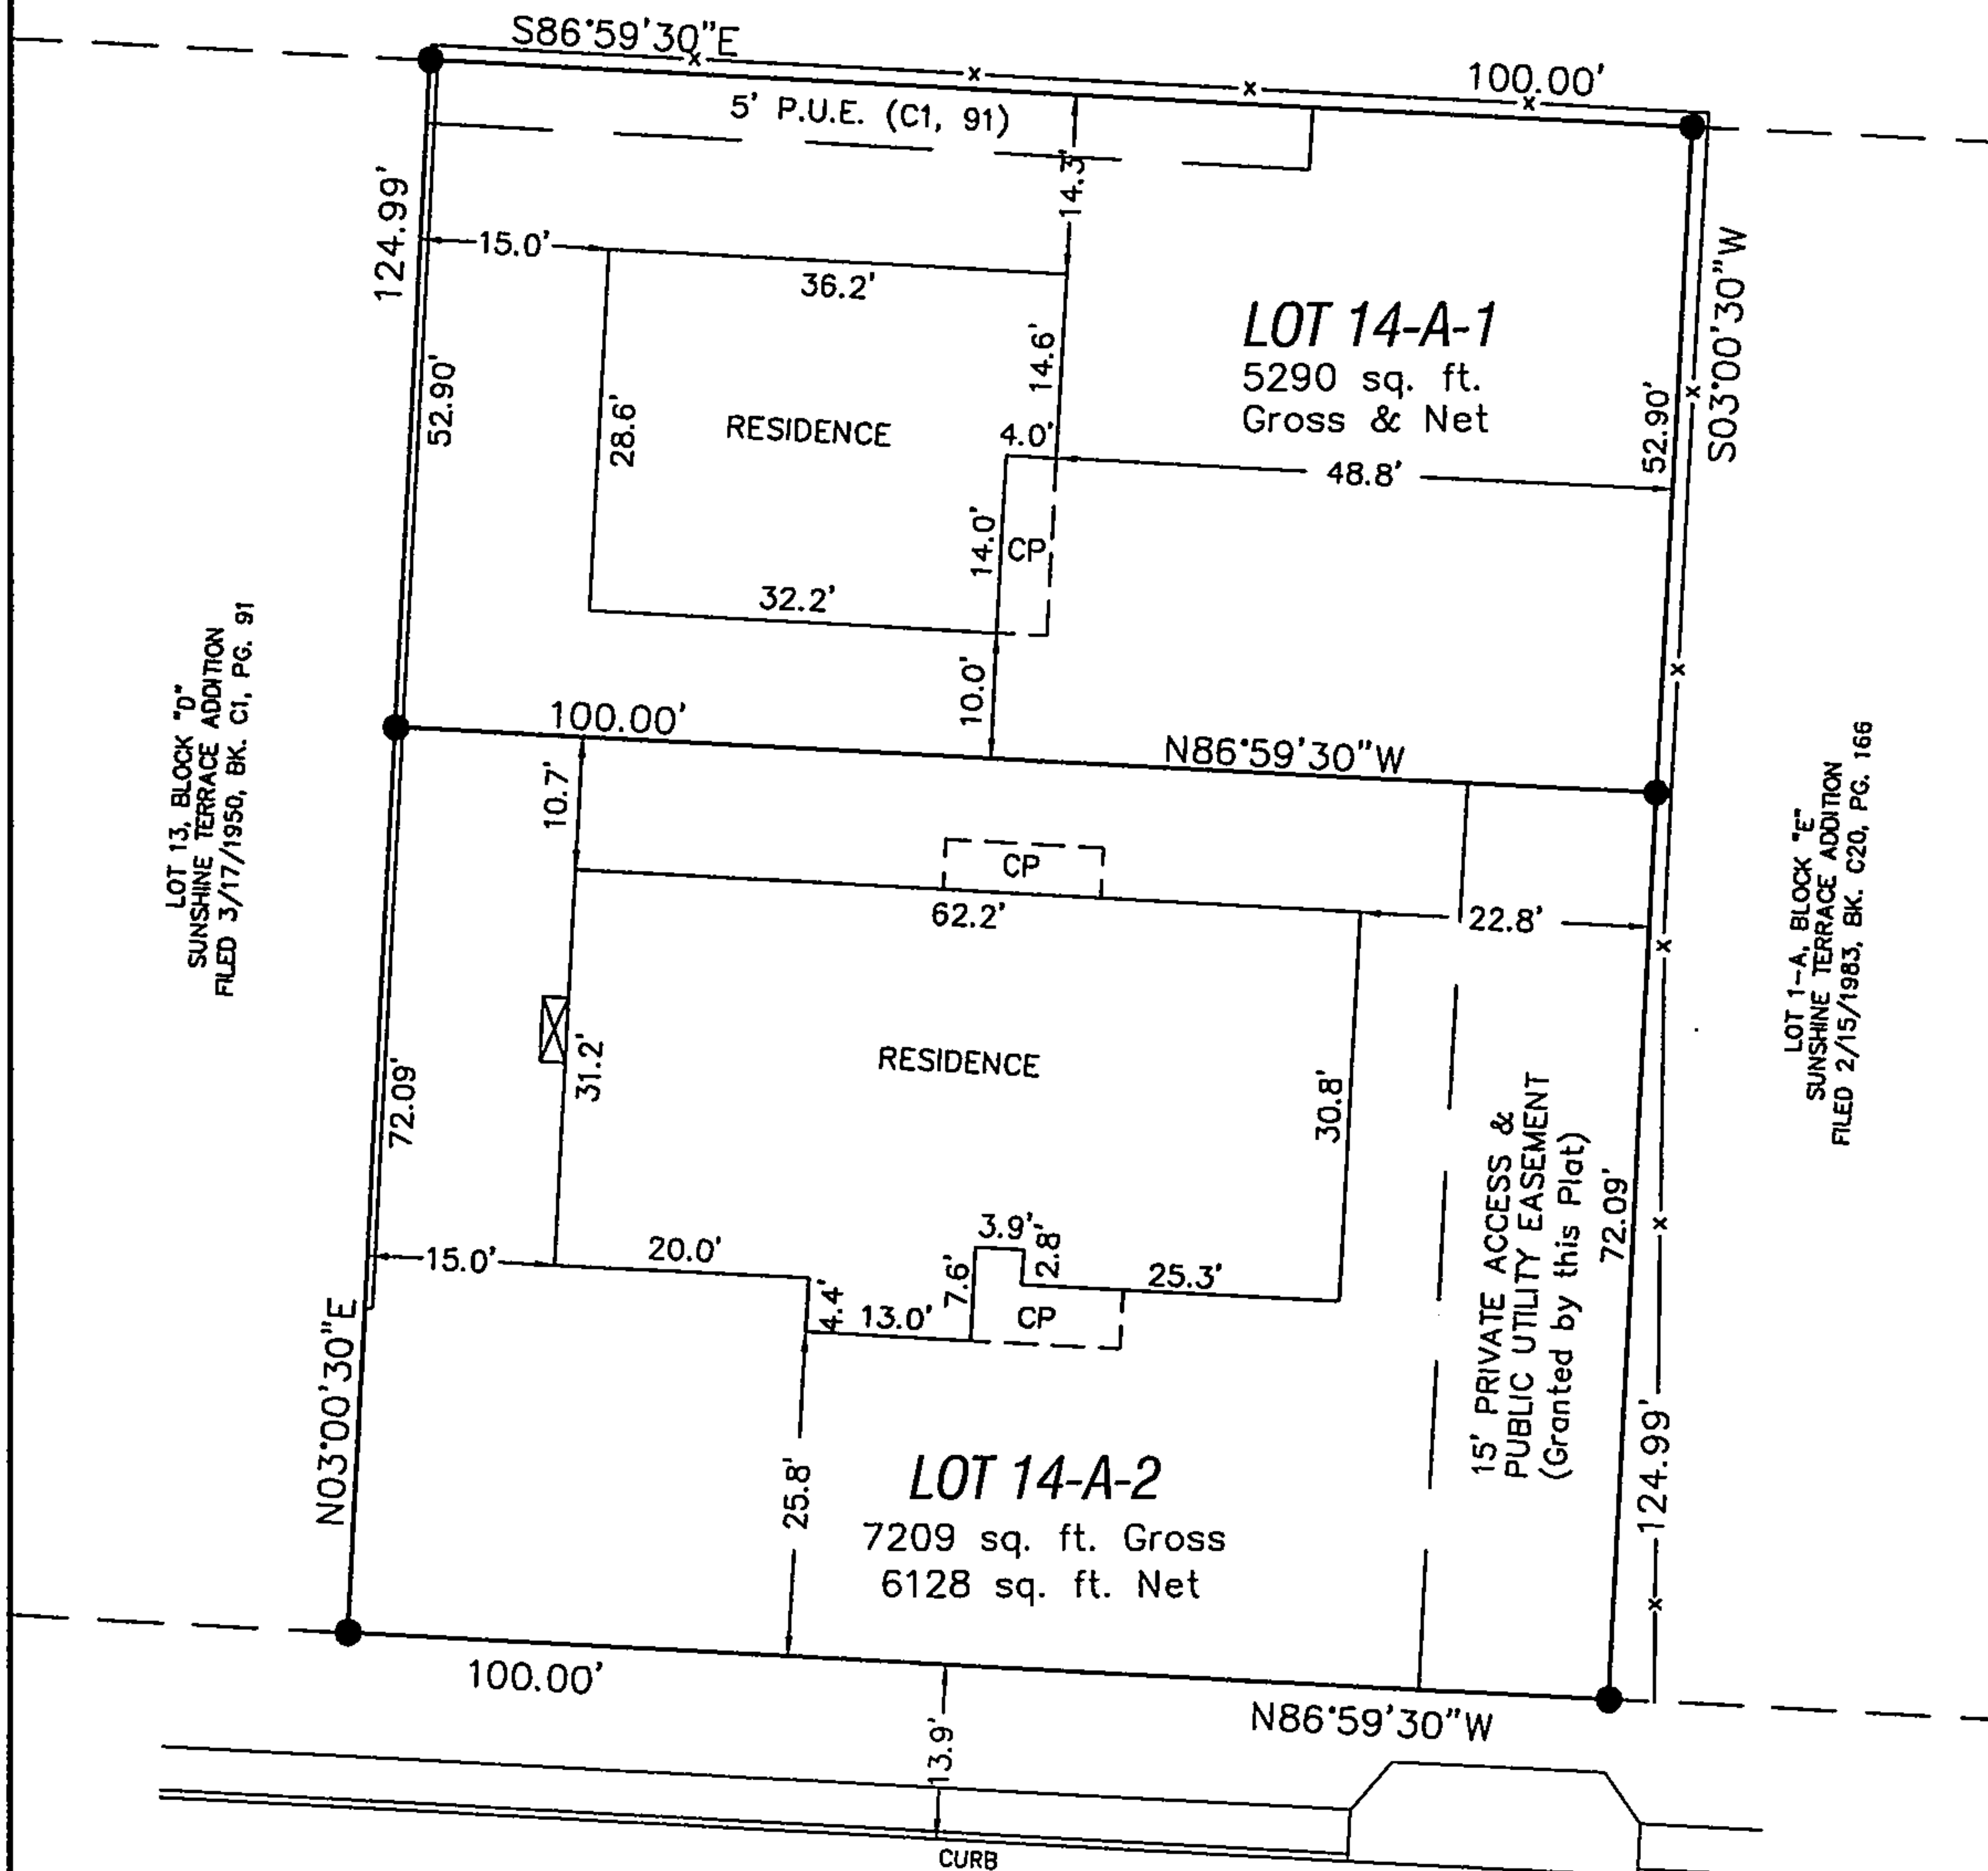 S86°59'30"E
100.00'
5' P.U.E. (C1, 91)
14.3'
124.99'
15.0'
36.2'
S03°00'30"W
LOT 14-A-1
5290 sq. ft.
Gross & Net
14.6'
52.90'
28.6'
RESIDENCE
4.0'
52.90'
48.8'
14.0'
CP
32.2'
10.0'
LOT 13, BLOCK "D"
SUNSHINE TERRACE ADDITION
FILED 3/17/1950, BK. C1, PG. 91
100.00'
N86°59'30"W
10.7'
CP
62.2'
22.8'
LOT 1-A, BLOCK "E"
SUNSHINE TERRACE ADDITION
FILED 2/15/1983, BK. C20, PG. 166
31.2'
RESIDENCE
72.09'
30.8'
15' PRIVATE ACCESS &
PUBLIC UTILITY EASEMENT
(Granted by this Plat)
72.09'
15.0'
20.0'
3.9'
2.8'
7.6'
25.3'
4.4'
13.0'
CP
N03°00'30"E
124.99'
25.8'
LOT 14-A-2
7209 sq. ft. Gross
6128 sq. ft. Net
100.00'
N86°59'30"W
13.9'
CURB